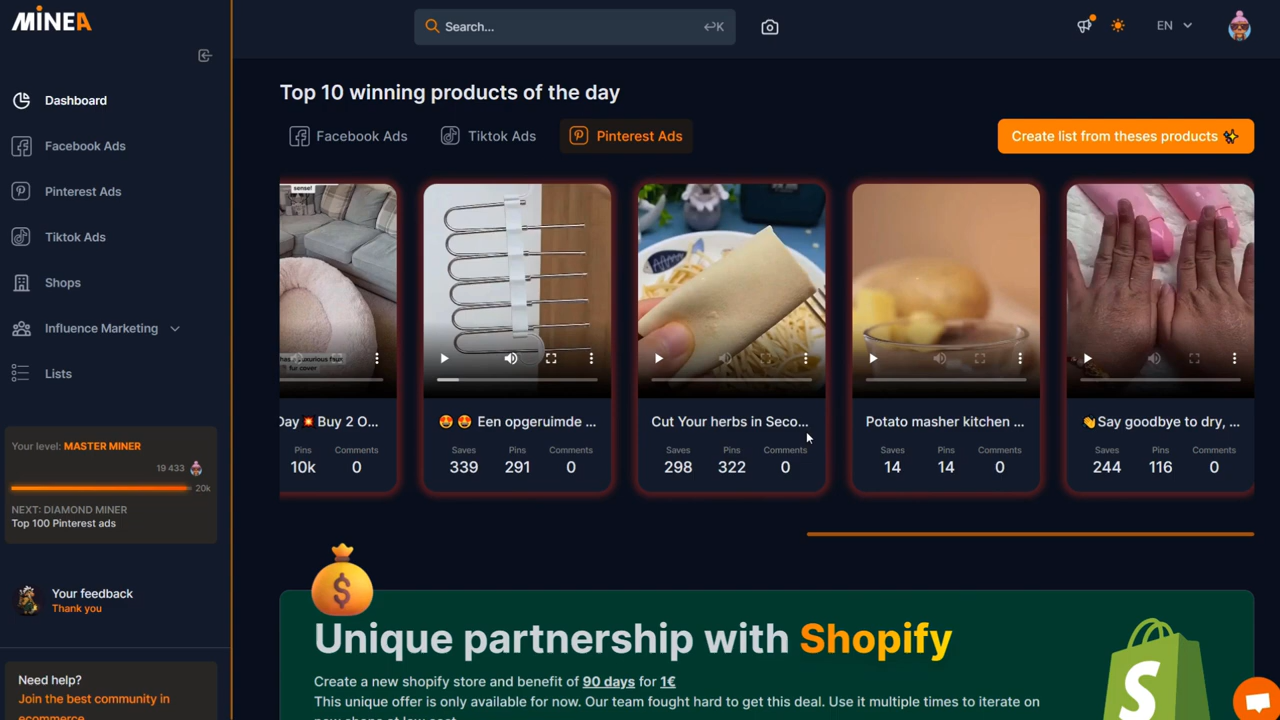 MINEA
Search...
K
EN
Dashboard
Facebook Ads
Pinterest Ads
Tiktok Ads
Shops
Influence Marketing
Lists
Your level: MASTER MINER
19 433
20k
NEXT: DIAMOND MINER
Top 100 Pinterest ads
Your feedback
Thank you
Need help?
Join the best community in
ecommerce
Top 10 winning products of the day
Facebook Ads
Tiktok Ads
Pinterest Ads
Create list from theses products ✨
sense!
fur cover
Day💥 Buy 2 O...
Pins
Comments
10k
0
🤩 🤩 Een opgeruimde ...
Saves
Pins
Comments
339
291
0
Cut Your herbs in Seco...
Saves
Pins
Comments
298
322
0
Potato masher kitchen ...
Saves
Pins
Comments
14
14
0
👏Say goodbye to dry, ...
Saves
Pins
Comments
244
116
0
Unique partnership with Shopify
Create a new shopify store and benefit of 90 days for 1€
This unique offer is only available for now. Our team fought hard to get this deal. Use it multiple times to iterate on